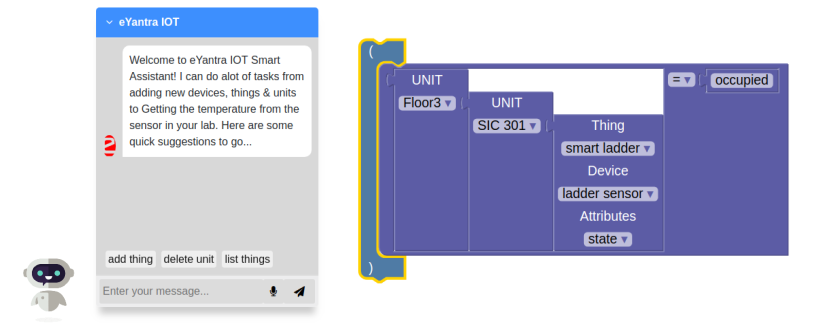 eYantra IOT
Welcome to eYantra IOT Smart
Assistant! I can do alot of tasks from
adding new devices, things & units
to Getting the temperature from the
sensor in your lab. Here are some
quick suggestions to go...
add thing delete unit list things
Enter your message...
(
UNIT
Floor3
UNIT
SIC 301
Thing
smart ladder
Device
ladder sensor
Attributes
state
= occupied
)